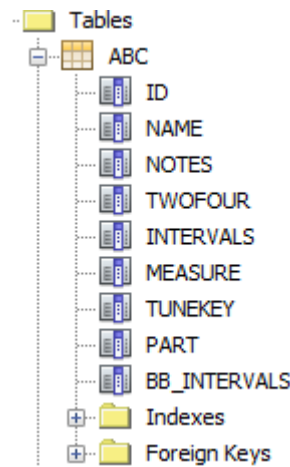 Tables
ABC
ID
NAME
NOTES
TWOFOUR
INTERVALS
MEASURE
TUNEKEY
PART
BB_INTERVALS
Indexes
Foreign Keys